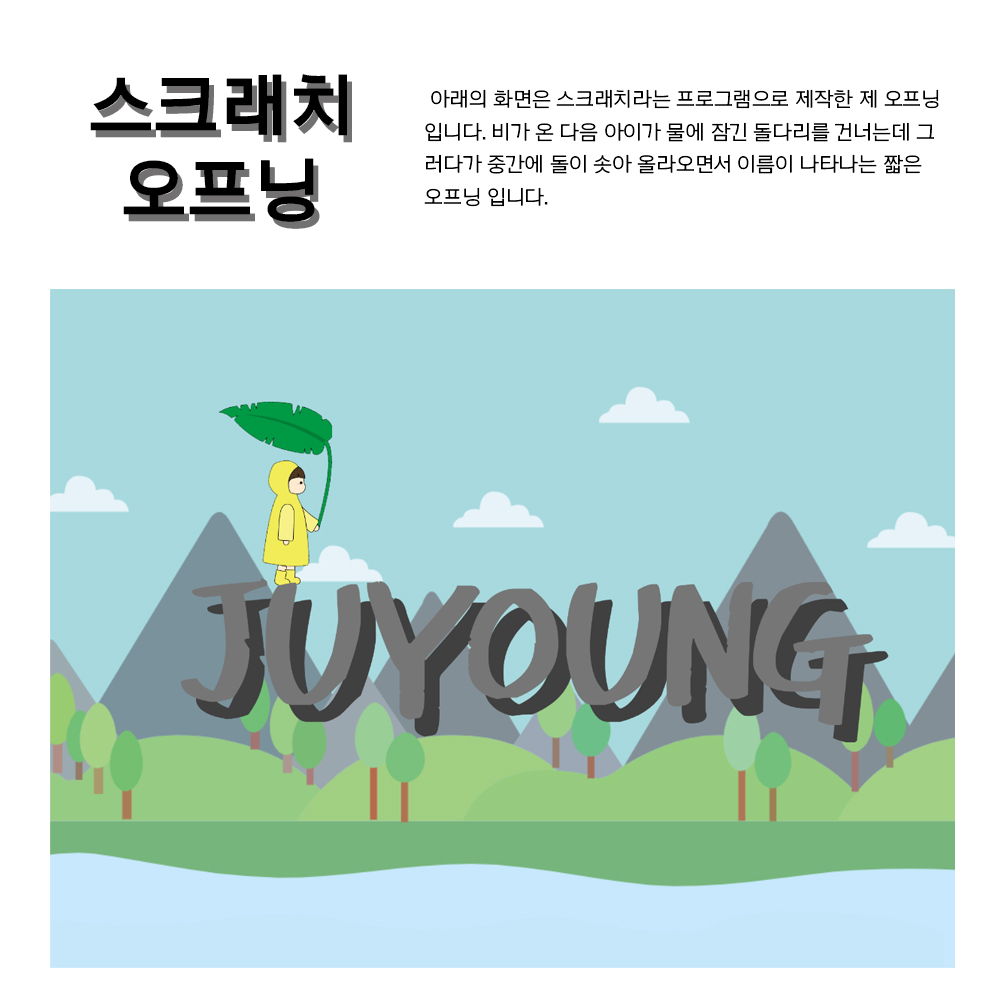 스크래치
오프닝
아래의 화면은 스크래치라는 프로그램으로 제작한 제 오프닝
입니다. 비가 온 다음 아이가 물에 잠긴 돌다리를 건너는데 그
러다가 중간에 돌이 솟아 올라오면서 이름이 나타나는 짧은
오프닝 입니다.
JUYOUNG